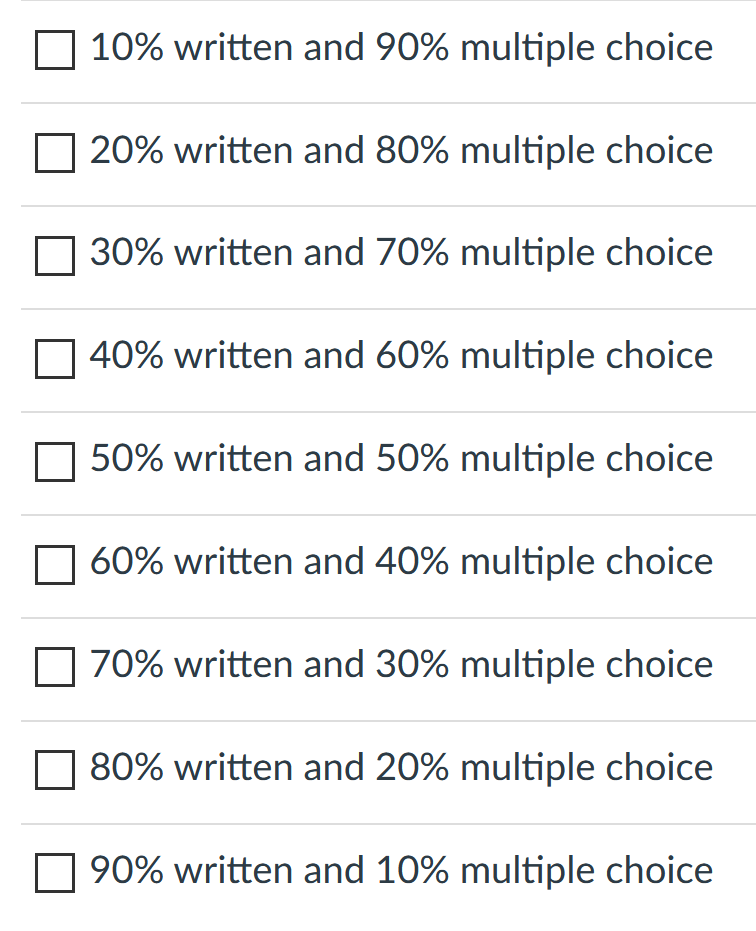 10% written and 90% multiple choice
20% written and 80% multiple choice
30% written and 70% multiple choice
40% written and 60% multiple choice
50% written and 50% multiple choice
60% written and 40% multiple choice
70% written and 30% multiple choice
80% written and 20% multiple choice
90% written and 10% multiple choice